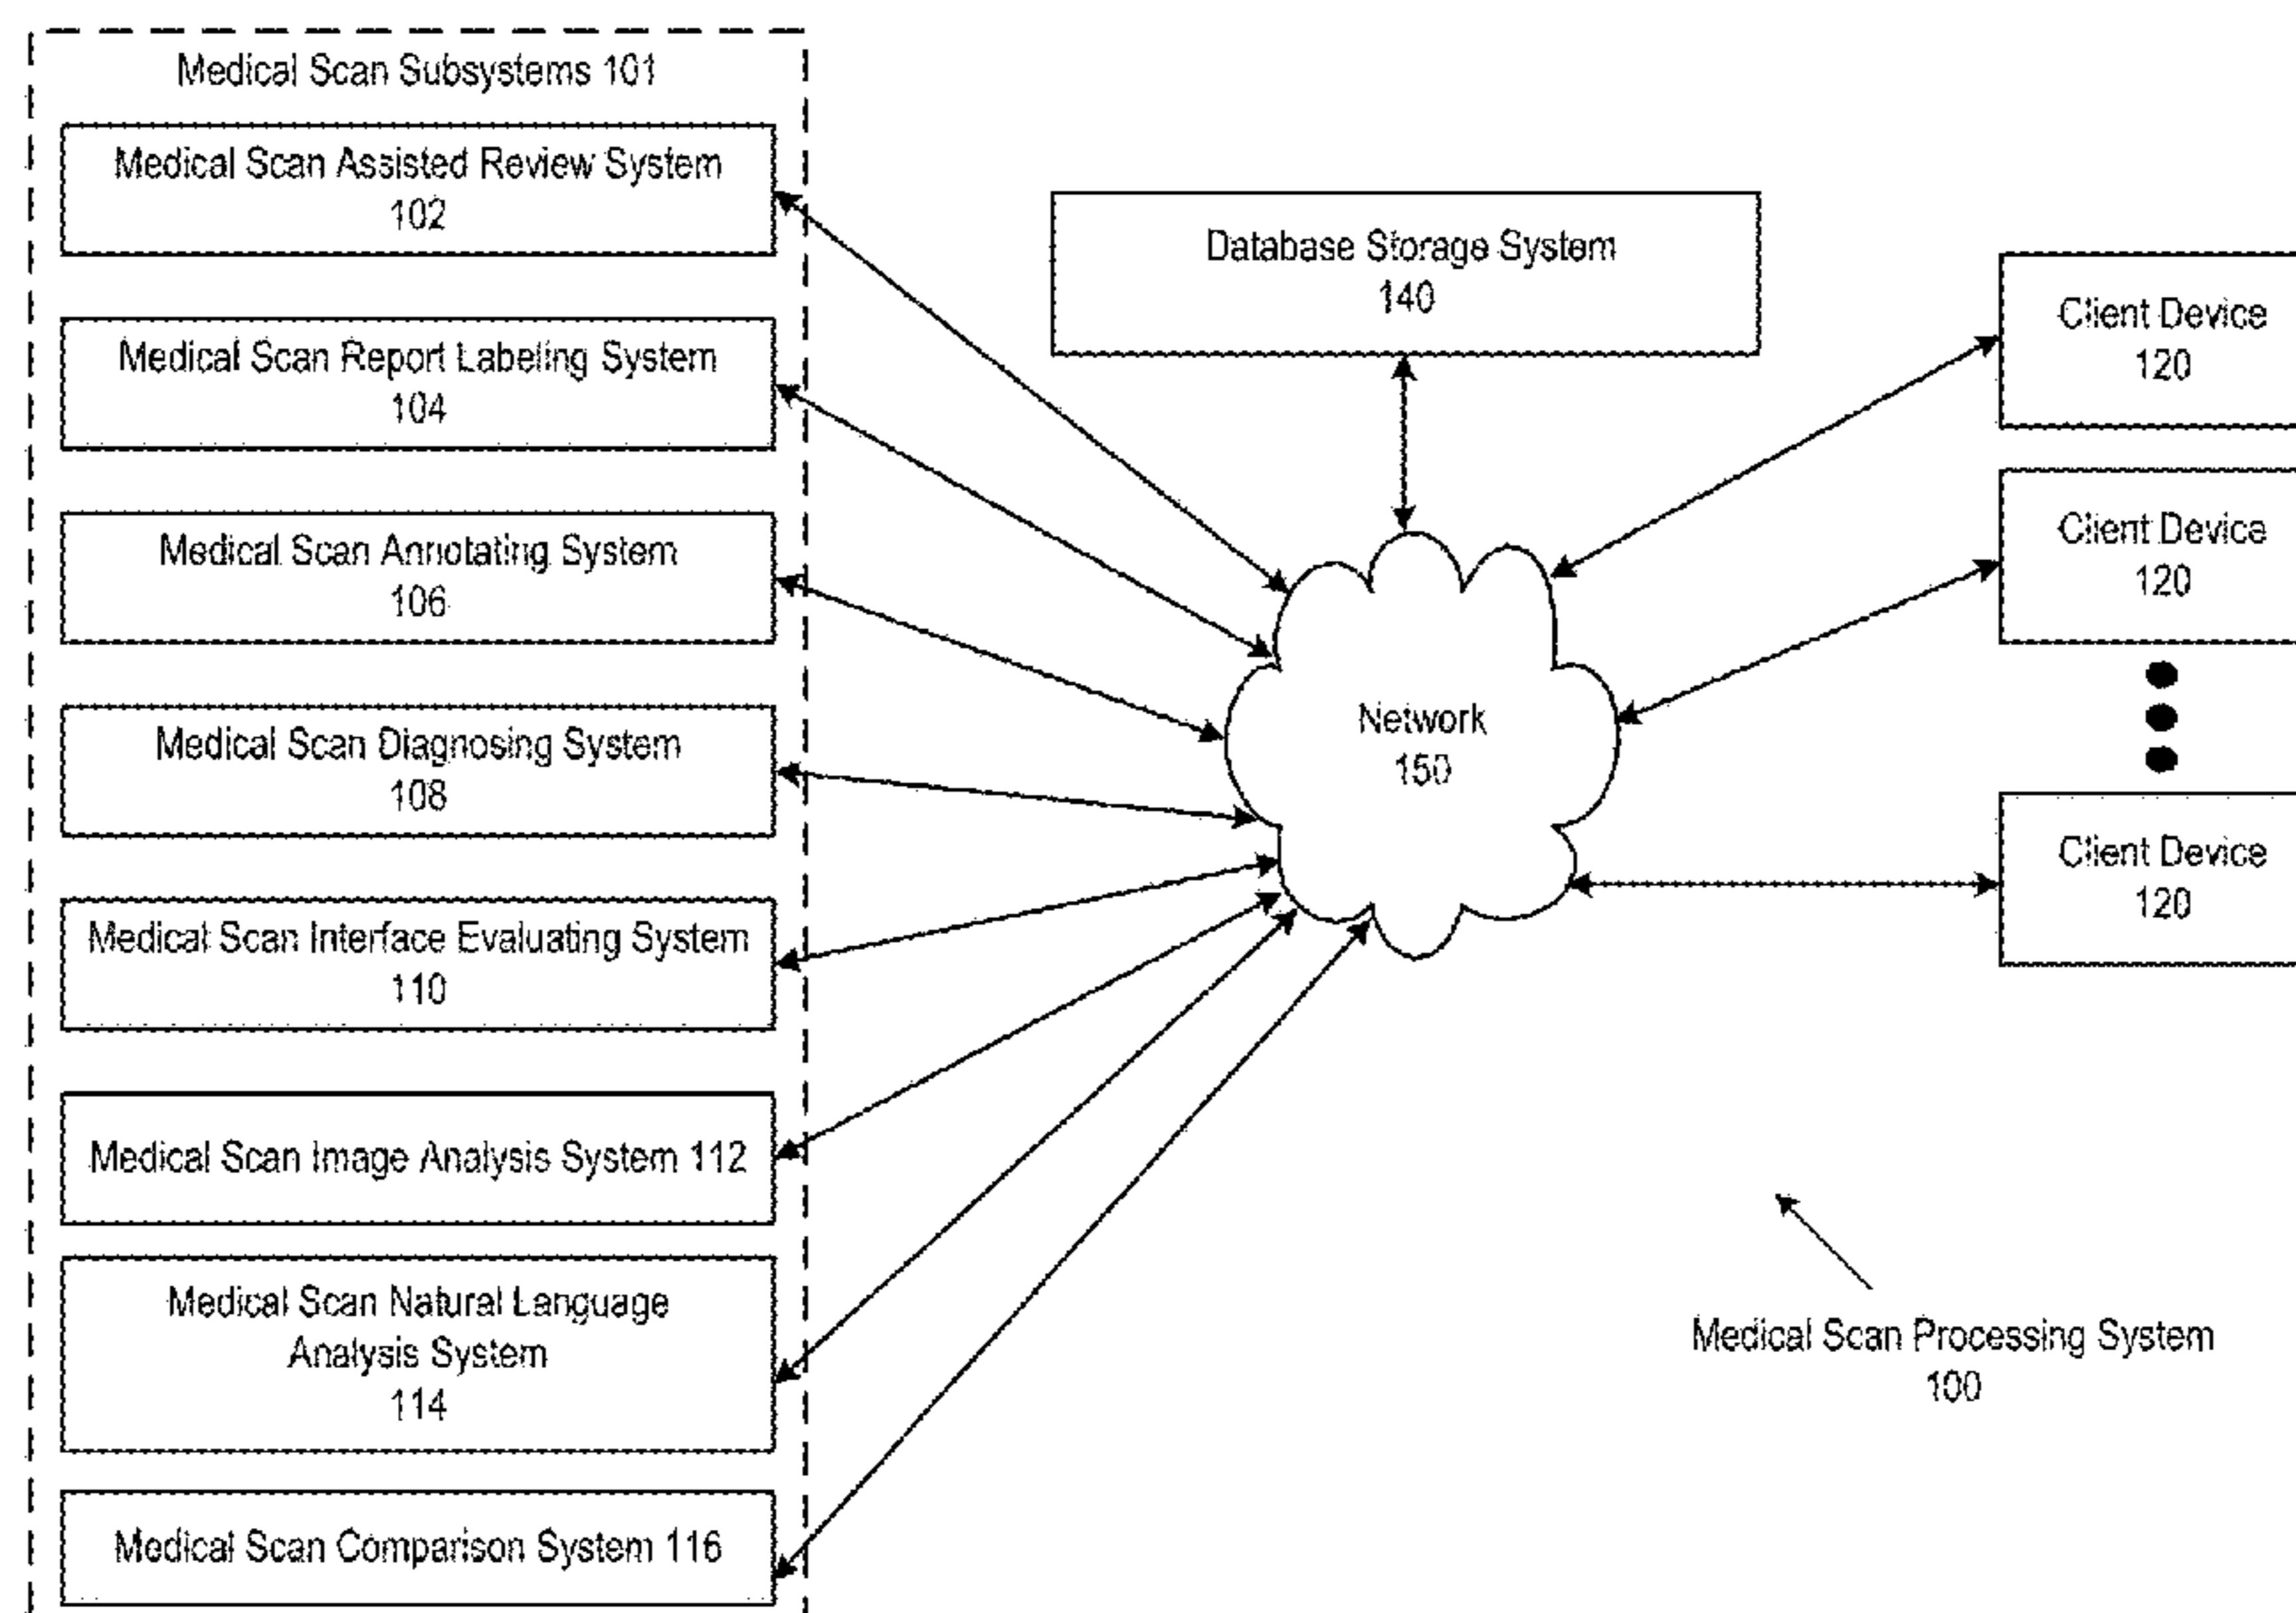 Medical Scan Subsystems 101
Medical Scan Assisted Review System
102
Medical Scan Report Labeling System
104
Medical Scan Annotating System
106
Medical Scan Diagnosing System
108
Medical Scan Interface Evaluating System
110
Medical Scan Image Analysis System 112
Medical Scan Natural Language
Analysis System
114
Medical Scan Comparison System 116
Database Storage System
140
Network
150
Client Device
120
Client Device
120
Client Device
120
Medical Scan Processing System
100